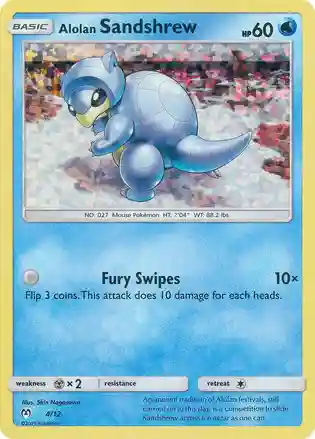 BASIC Alolan Sandshrew HP60
NO. 027 Mouse Pokémon HT: 2'04" WT: 88.2 lbs.
Fury Swipes 10×
Flip 3 coins. This attack does 10 damage for each heads.
weakness ×2 resistance retreat
Illus. Shin Nagasawa
4/12
A permanent tradition of Alolan festivals, still
carried on to this day, is a competition to slide
Sandshrew across ice as far as one can.